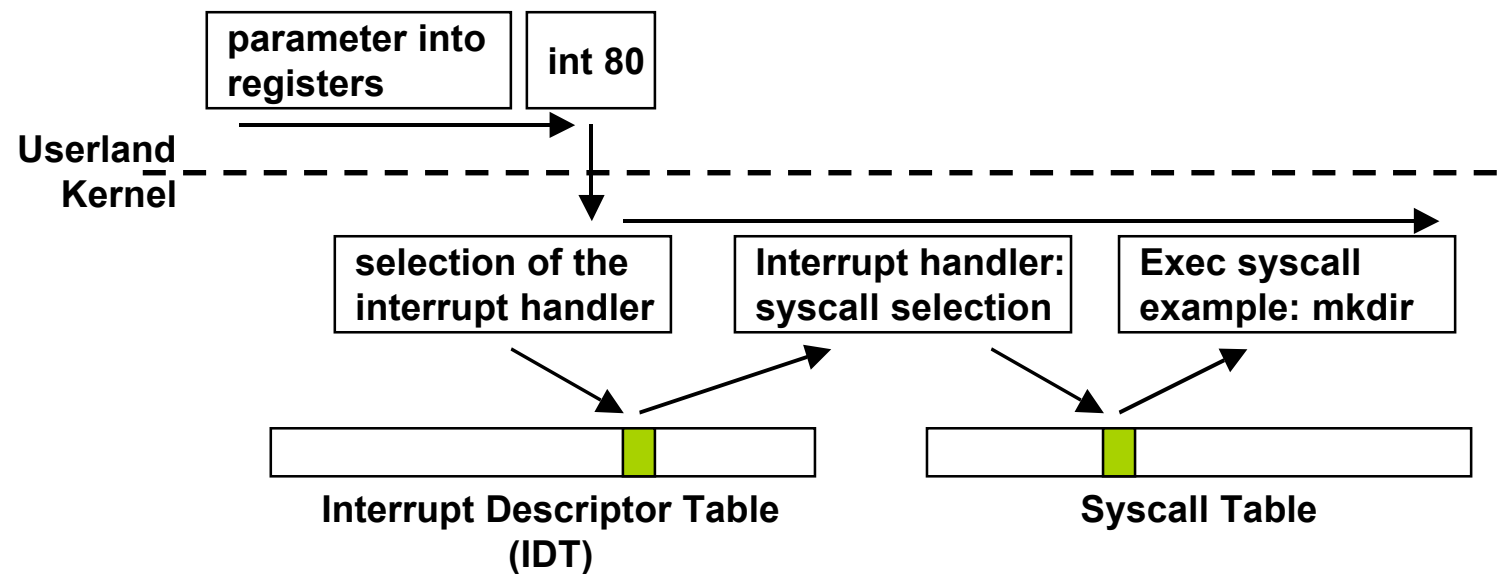 parameter into
registers
int 80
Userland
Kernel
selection of the
interrupt handler
Interrupt handler:
syscall selection
Exec syscall
example: mkdir
Interrupt Descriptor Table
(IDT)
Syscall Table